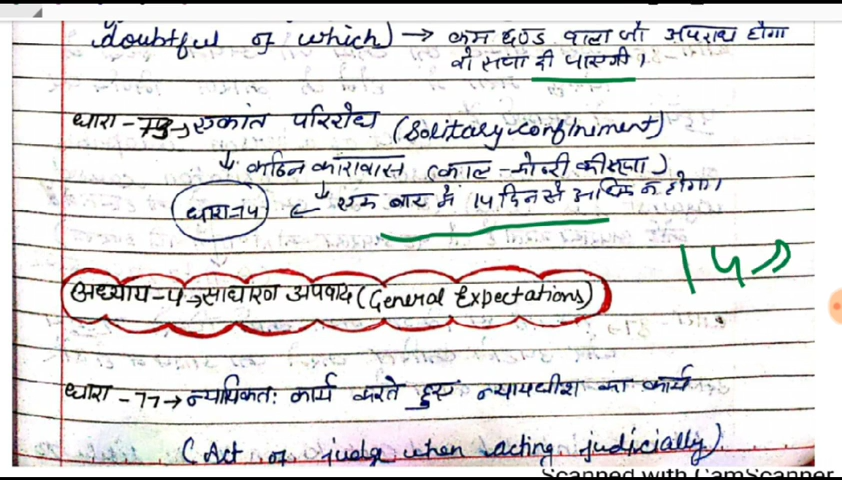 doubtful of which) → कम दण्ड वाला जो अपराध होगा
वो सजा दी जाएगी।
धारा-73→ एकांत परिरोध (Solitary confiniment)
↓ कठिन कारावास (काल-कोठरी की सजा)
धारा-74 ← ↓ एक बार में 14 दिन से अधिक न होगा।
14
अध्याय-4→साधारण अपवाद (General Expectations)
धारा-77→ न्यायिकतः कार्य करते हुए न्यायधीश का कार्य
(Act of judge when acting judicially)
Scanned with CamScanner